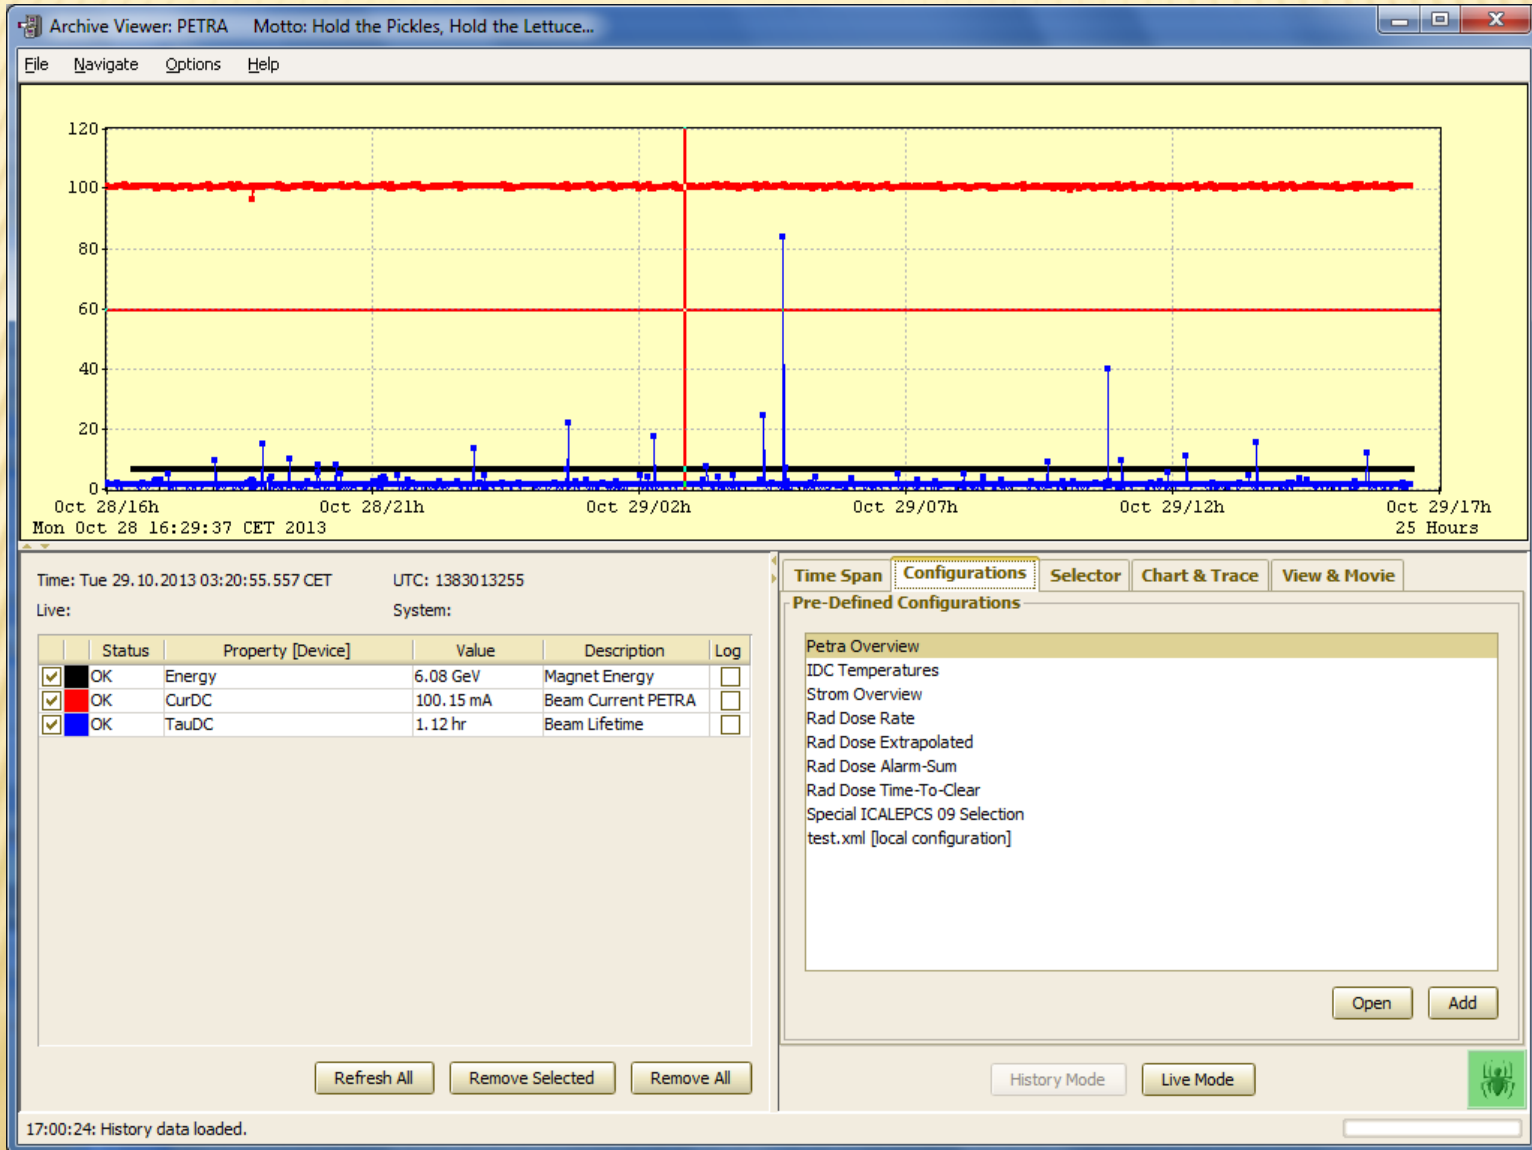 Archive Viewer: PETRA Motto: Hold the Pickles, Hold the Lettuce...
File Navigate Options Help
120
100
80
60
40
20
0
Oct 28/16h Oct 28/21h Oct 29/02h Oct 29/07h Oct 29/12h Oct 29/17h
Mon Oct 28 16:29:37 CET 2013 25 Hours
Time: Tue 29.10.2013 03:20:55.557 CET UTC: 1383013255
Live: System:
Status Property [Device] Value Description Log
OK Energy 6.08 GeV Magnet Energy
OK CurDC 100.15 mA Beam Current PETRA
OK TauDC 1.12 hr Beam Lifetime
Refresh All Remove Selected Remove All
Time Span Configurations Selector Chart & Trace View & Movie
Pre-Defined Configurations
Petra Overview
IDC Temperatures
Strom Overview
Rad Dose Rate
Rad Dose Extrapolated
Rad Dose Alarm-Sum
Rad Dose Time-To-Clear
Special ICALEPCS 09 Selection
test.xml [local configuration]
Open Add
History Mode Live Mode
17:00:24: History data loaded.